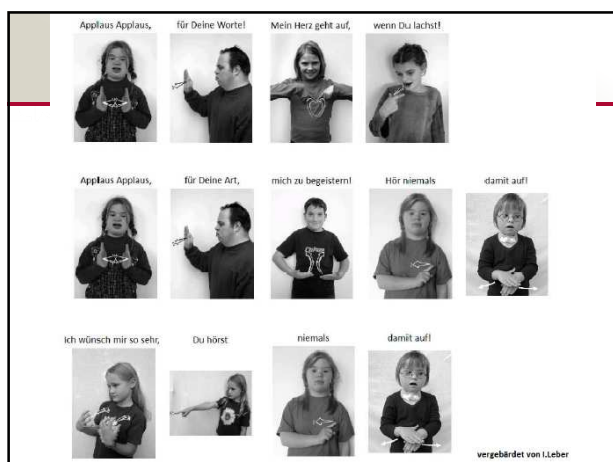 Applaus Applaus, für Deine Worte! Mein Herz geht auf, wenn Du lachst!
Applaus Applaus, für Deine Art, mich zu begeistern! Hör niemals damit auf!
Ich wünsch mir so sehr, Du hörst niemals damit auf!
vergebärdet von I.Leber